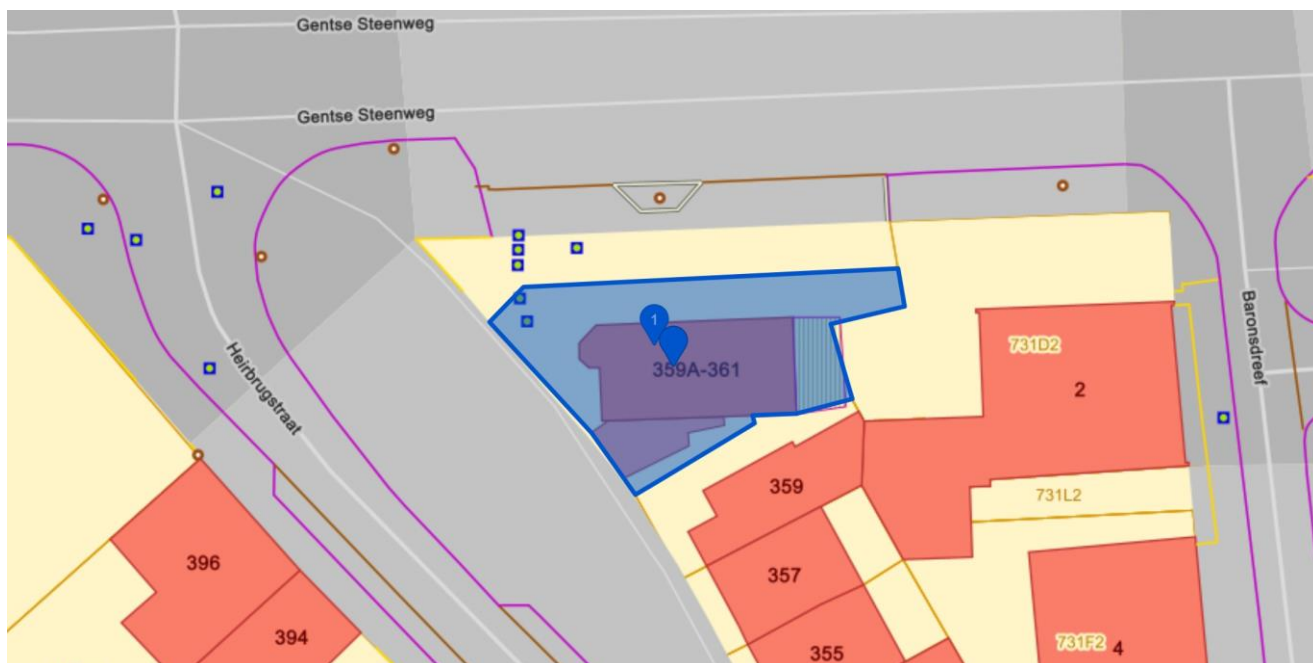 Gentse Steenweg
Gentse Steenweg
Heirbrugstraat
Baronsdreef
1
359A-361
731D2
2
359
731L2
396
357
394
355
731F2
4